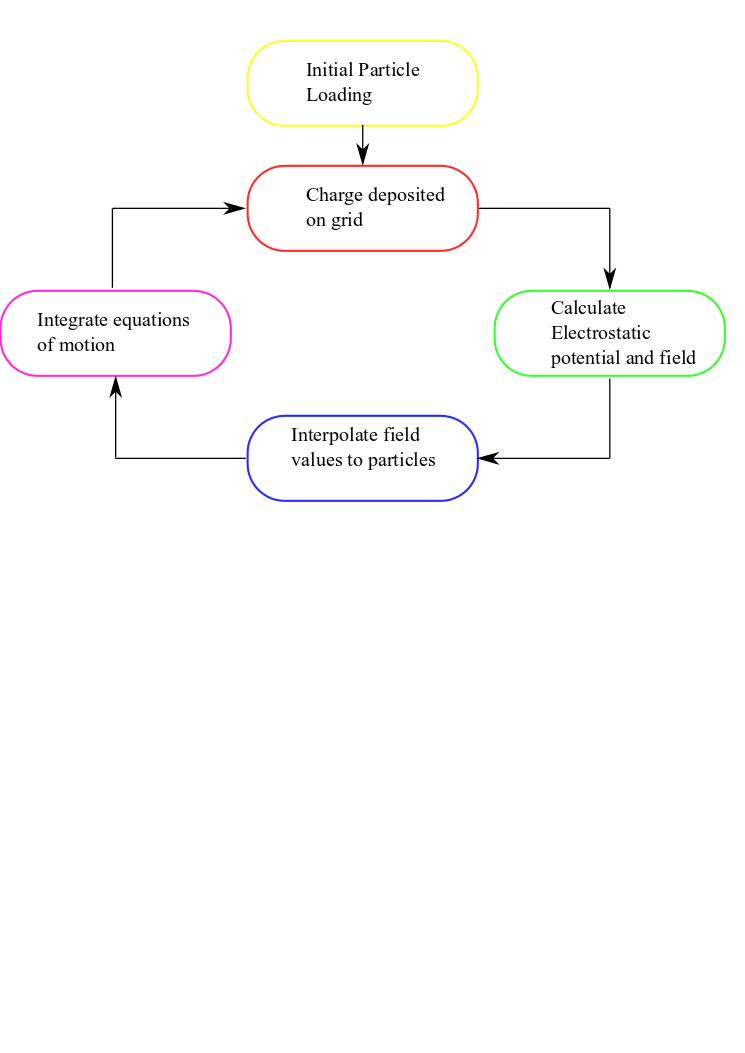 Initial Particle
Loading
Charge deposited
on grid
Calculate
Electrostatic
potential and field
Integrate equations
of motion
Interpolate field
values to particles